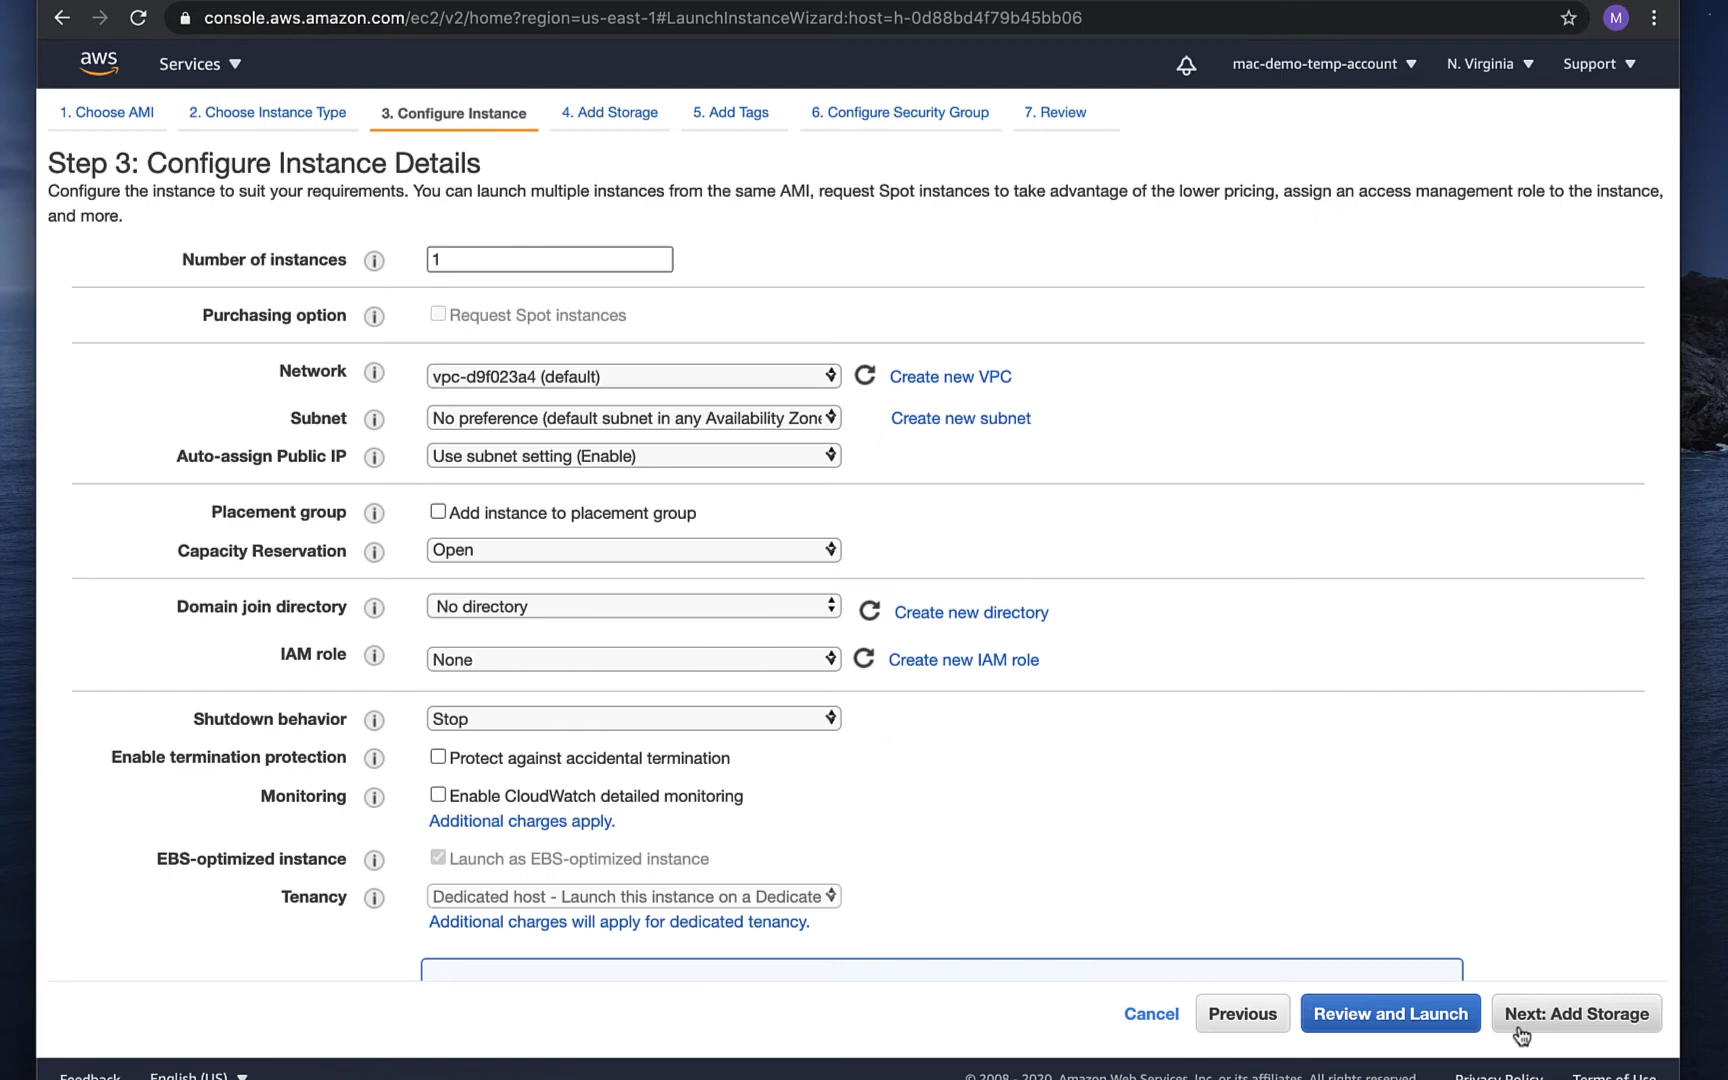 console.aws.amazon.com/ec2/v2/home?region=us-east-1#LaunchInstanceWizard:host=h-0d88bd4f79b45bb06
M
aws
Services
mac-demo-temp-account
N. Virginia
Support
1. Choose AMI
2. Choose Instance Type
3. Configure Instance
4. Add Storage
5. Add Tags
6. Configure Security Group
7. Review
Step 3: Configure Instance Details
Configure the instance to suit your requirements. You can launch multiple instances from the same AMI, request Spot instances to take advantage of the lower pricing, assign an access management role to the instance,
and more.
Number of instances i 1
Purchasing option i Request Spot instances
Network i vpc-d9f023a4 (default) Create new VPC
Subnet i No preference (default subnet in any Availability Zone Create new subnet
Auto-assign Public IP i Use subnet setting (Enable)
Placement group i Add instance to placement group
Capacity Reservation i Open
Domain join directory i No directory Create new directory
IAM role i None Create new IAM role
Shutdown behavior i Stop
Enable termination protection i Protect against accidental termination
Monitoring i Enable CloudWatch detailed monitoring
Additional charges apply.
EBS-optimized instance i Launch as EBS-optimized instance
Tenancy i Dedicated host - Launch this instance on a Dedicate
Additional charges will apply for dedicated tenancy.
Cancel
Previous
Review and Launch
Next: Add Storage
Feedback
English (US)
© 2008 - 2020, Amazon Web Services, Inc. or its affiliates. All rights reserved.
Privacy Policy
Terms of Use